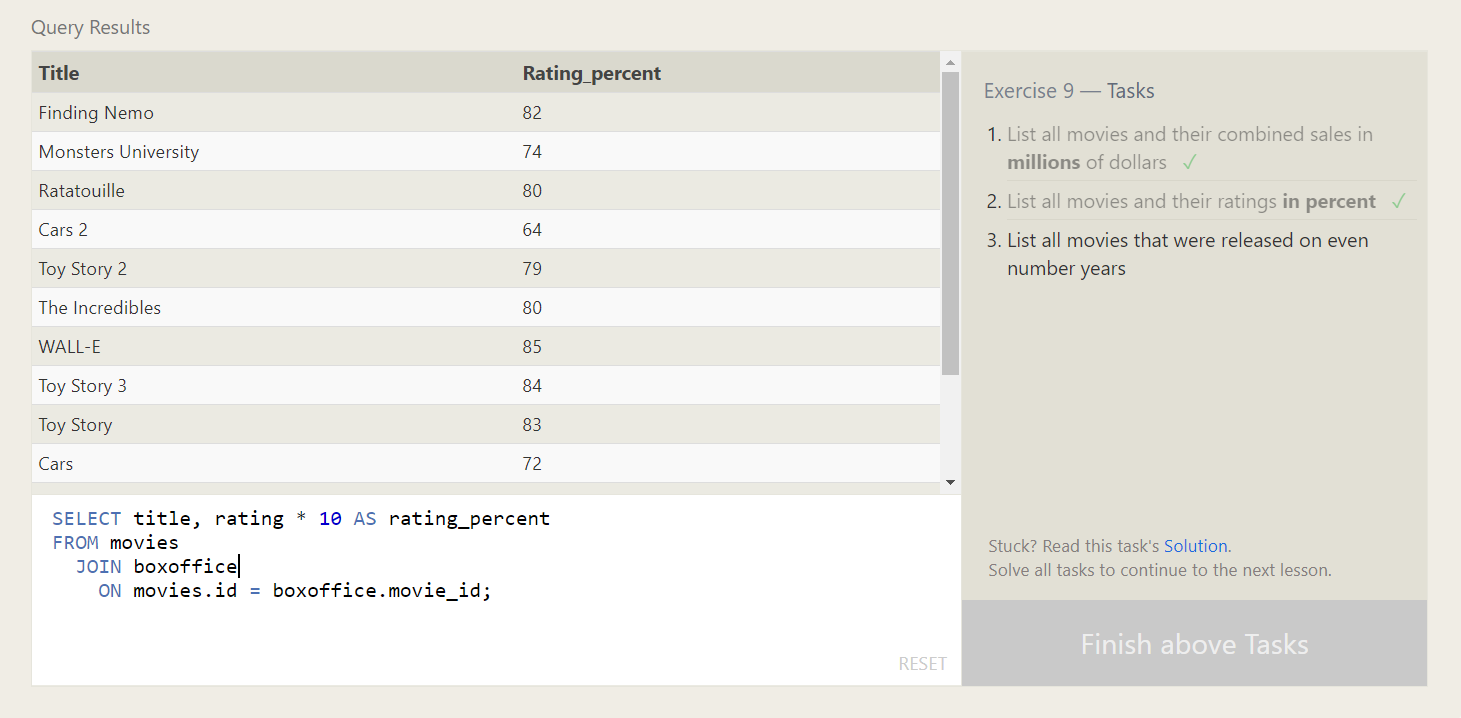 Query Results
Title Rating_percent
Finding Nemo 82
Monsters University 74
Ratatouille 80
Cars 2 64
Toy Story 2 79
The Incredibles 80
WALL-E 85
Toy Story 3 84
Toy Story 83
Cars 72
SELECT title, rating * 10 AS rating_percent
FROM movies
  JOIN boxoffice
    ON movies.id = boxoffice.movie_id;
RESET
Exercise 9 — Tasks
1. List all movies and their combined sales in
millions of dollars ✓
2. List all movies and their ratings in percent ✓
3. List all movies that were released on even
number years
Stuck? Read this task's Solution.
Solve all tasks to continue to the next lesson.
Finish above Tasks